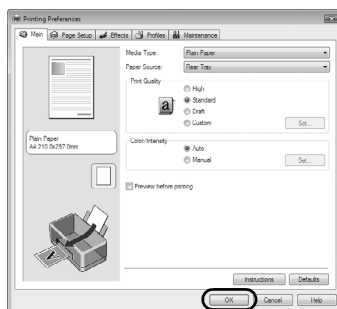 Printing Preferences
Main Page Setup Effects Profiles Maintenance
Media Type: Plain Paper
Paper Source: Rear Tray
Print Quality
High
Standard
Draft
Custom
Set...
Color/Intensity
Auto
Manual
Set...
Plain Paper
A4 210.0x297.0mm
Preview before printing
Instructions Defaults
OK Cancel Help